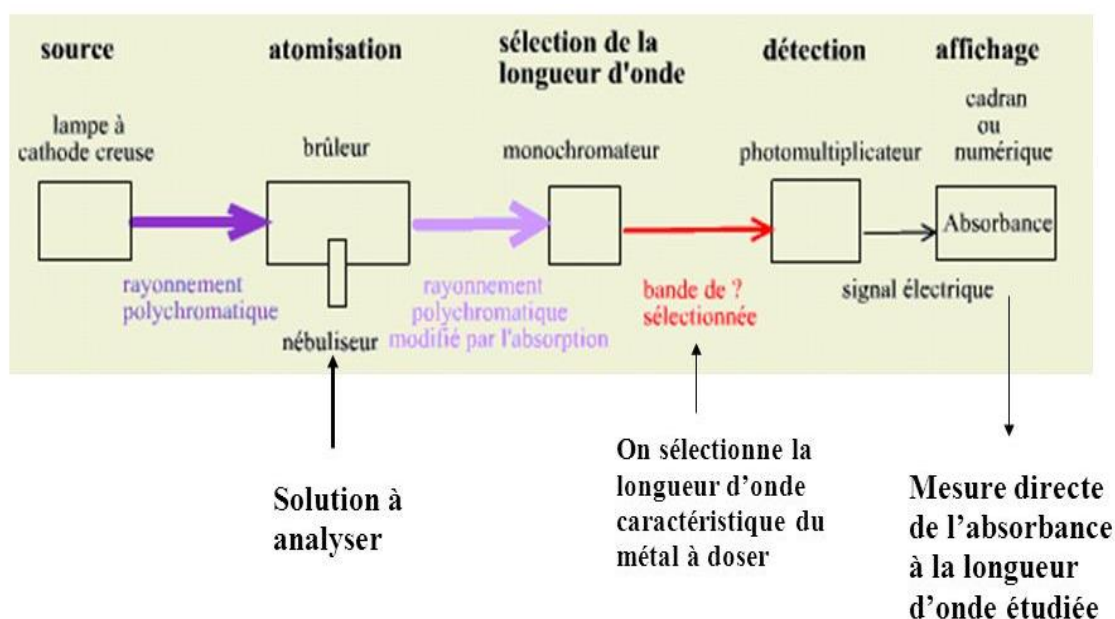 source
atomisation
sélection de la
longueur d'onde
détection
affichage
lampe à
cathode creuse
brûleur
monochromateur
photomultiplicateur
cadran
ou
numérique
Absorbance
rayonnement
polychromatique
nébuliseur
rayonnement
polychromatique
modifié par l'absorption
bande de ?
sélectionnée
signal électrique
Solution à
analyser
On sélectionne la
longueur d’onde
caractéristique du
métal à doser
Mesure directe
de l’absorbance
à la longueur
d’onde étudiée